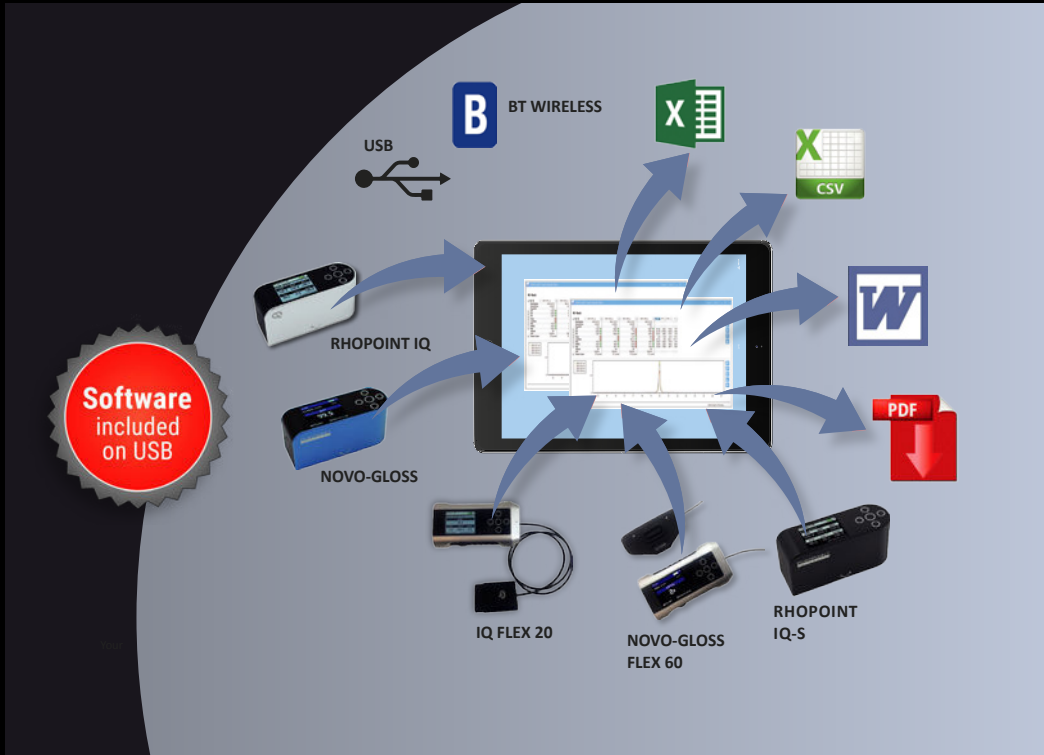 B
BT WIRELESS
USB
X
X
CSV
RHOPOINT IQ
W
Software
included
on USB
NOVO-GLOSS
PDF
IQ FLEX 20
NOVO-GLOSS
FLEX 60
RHOPOINT
IQ-S
Your